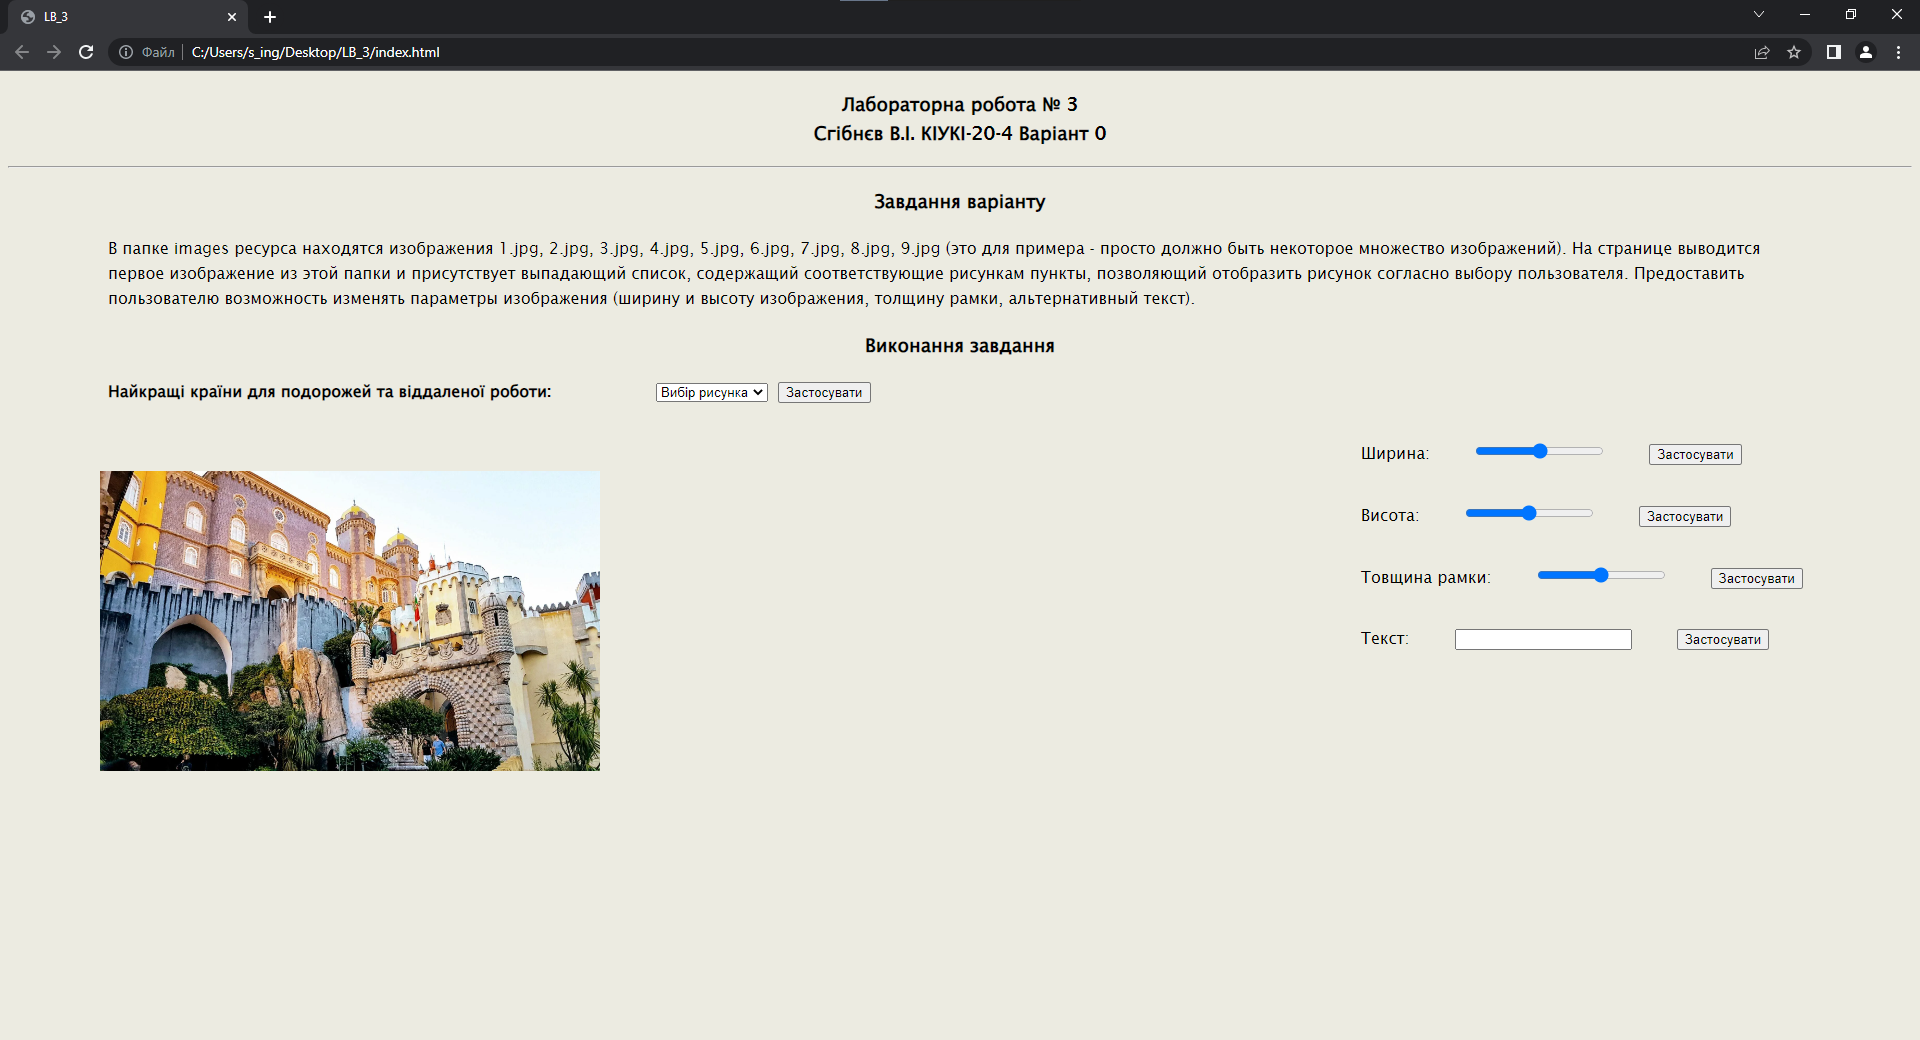 LB_3
Файл
C:/Users/s_ing/Desktop/LB_3/index.html
Лабораторна робота № 3
Сгібнєв В.І. КІУКІ-20-4 Варіант 0
Завдання варіанту
В папке images ресурса находятся изображения 1.jpg, 2.jpg, 3.jpg, 4.jpg, 5.jpg, 6.jpg, 7.jpg, 8.jpg, 9.jpg (это для примера - просто должно быть некоторое множество изображений). На странице выводится
первое изображение из этой папки и присутствует выпадающий список, содержащий соответствующие рисункам пункты, позволяющий отобразить рисунок согласно выбору пользователя. Предоставить
пользователю возможность изменять параметры изображения (ширину и высоту изображения, толщину рамки, альтернативный текст).
Виконання завдання
Найкращі країни для подорожей та віддаленої роботи: Вибір рисунка Застосувати
Ширина: Застосувати
Висота: Застосувати
Товщина рамки: Застосувати
Текст: Застосувати